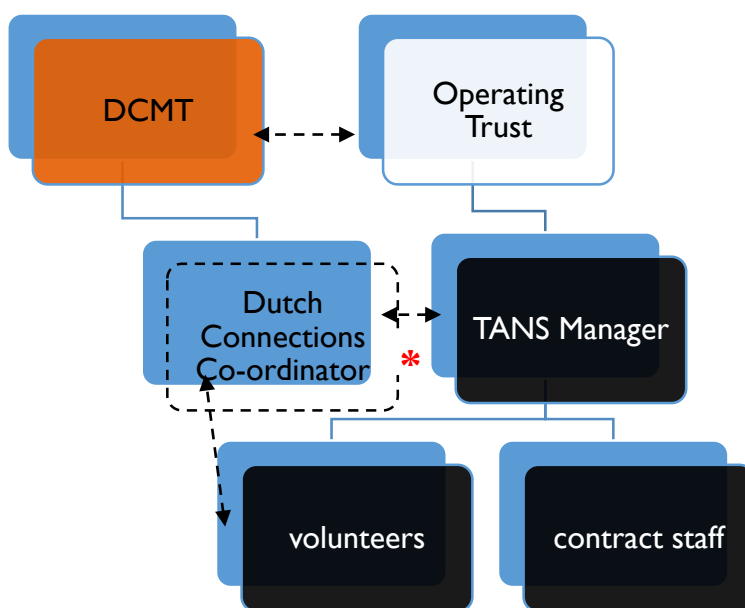 DCMT
Operating
Trust
Dutch
Connections
Co-ordinator
TANS Manager
*
volunteers
contract staff